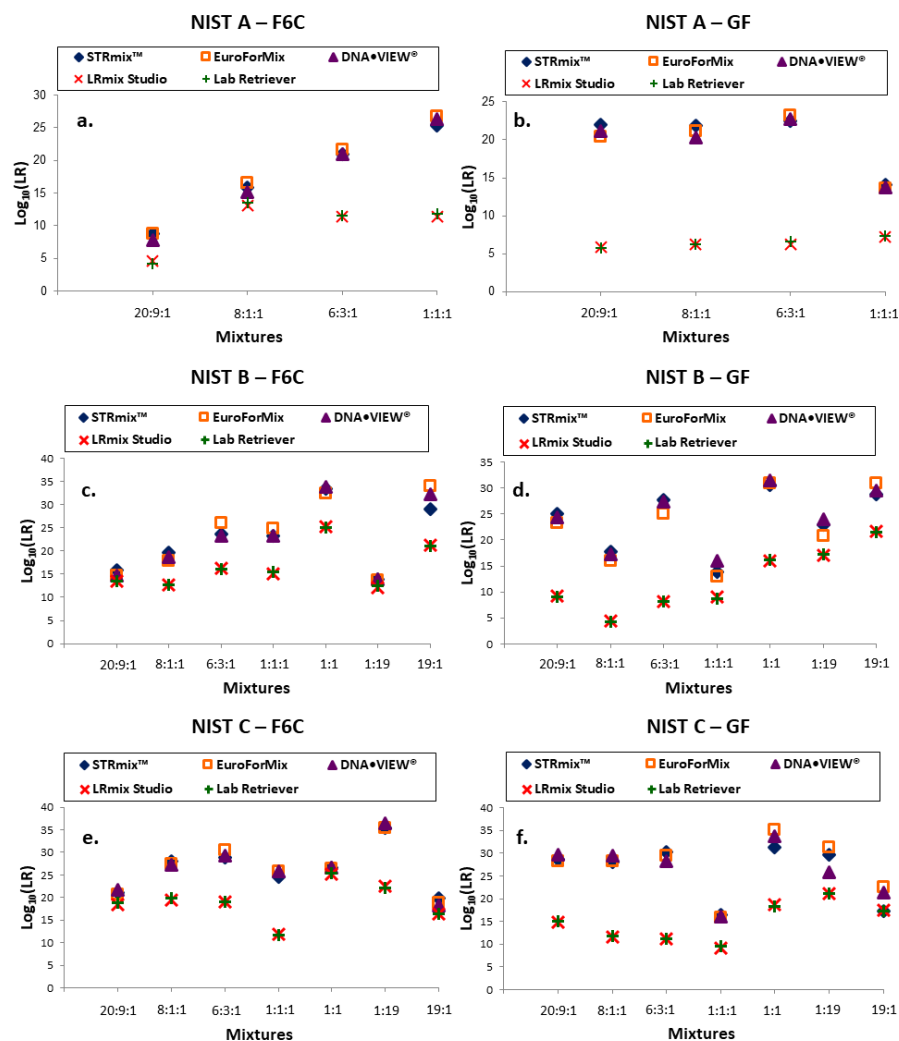 NIST A – F6C
STRmix™ EuroForMix DNA•VIEW®
LRmix Studio Lab Retriever
a.
Log10(LR)
30
25
20
15
10
5
0
20:9:1 8:1:1 6:3:1 1:1:1
Mixtures
NIST A – GF
STRmix™ EuroForMix DNA•VIEW®
LRmix Studio Lab Retriever
b.
Log10(LR)
25
20
15
10
5
0
20:9:1 8:1:1 6:3:1 1:1:1
Mixtures
NIST B – F6C
STRmix™ EuroForMix DNA•VIEW®
LRmix Studio Lab Retriever
c.
Log10(LR)
40
35
30
25
20
15
10
5
0
20:9:1 8:1:1 6:3:1 1:1:1 1:1 1:19 19:1
Mixtures
NIST B – GF
STRmix™ EuroForMix DNA•VIEW®
LRmix Studio Lab Retriever
d.
Log10(LR)
35
30
25
20
15
10
5
0
20:9:1 8:1:1 6:3:1 1:1:1 1:1 1:19 19:1
Mixtures
NIST C – F6C
STRmix™ EuroForMix DNA•VIEW®
LRmix Studio Lab Retriever
e.
Log10(LR)
40
35
30
25
20
15
10
5
0
20:9:1 8:1:1 6:3:1 1:1:1 1:1 1:19 19:1
Mixtures
NIST C – GF
STRmix™ EuroForMix DNA•VIEW®
LRmix Studio Lab Retriever
f.
Log10(LR)
40
35
30
25
20
15
10
5
0
20:9:1 8:1:1 6:3:1 1:1:1 1:1 1:19 19:1
Mixtures